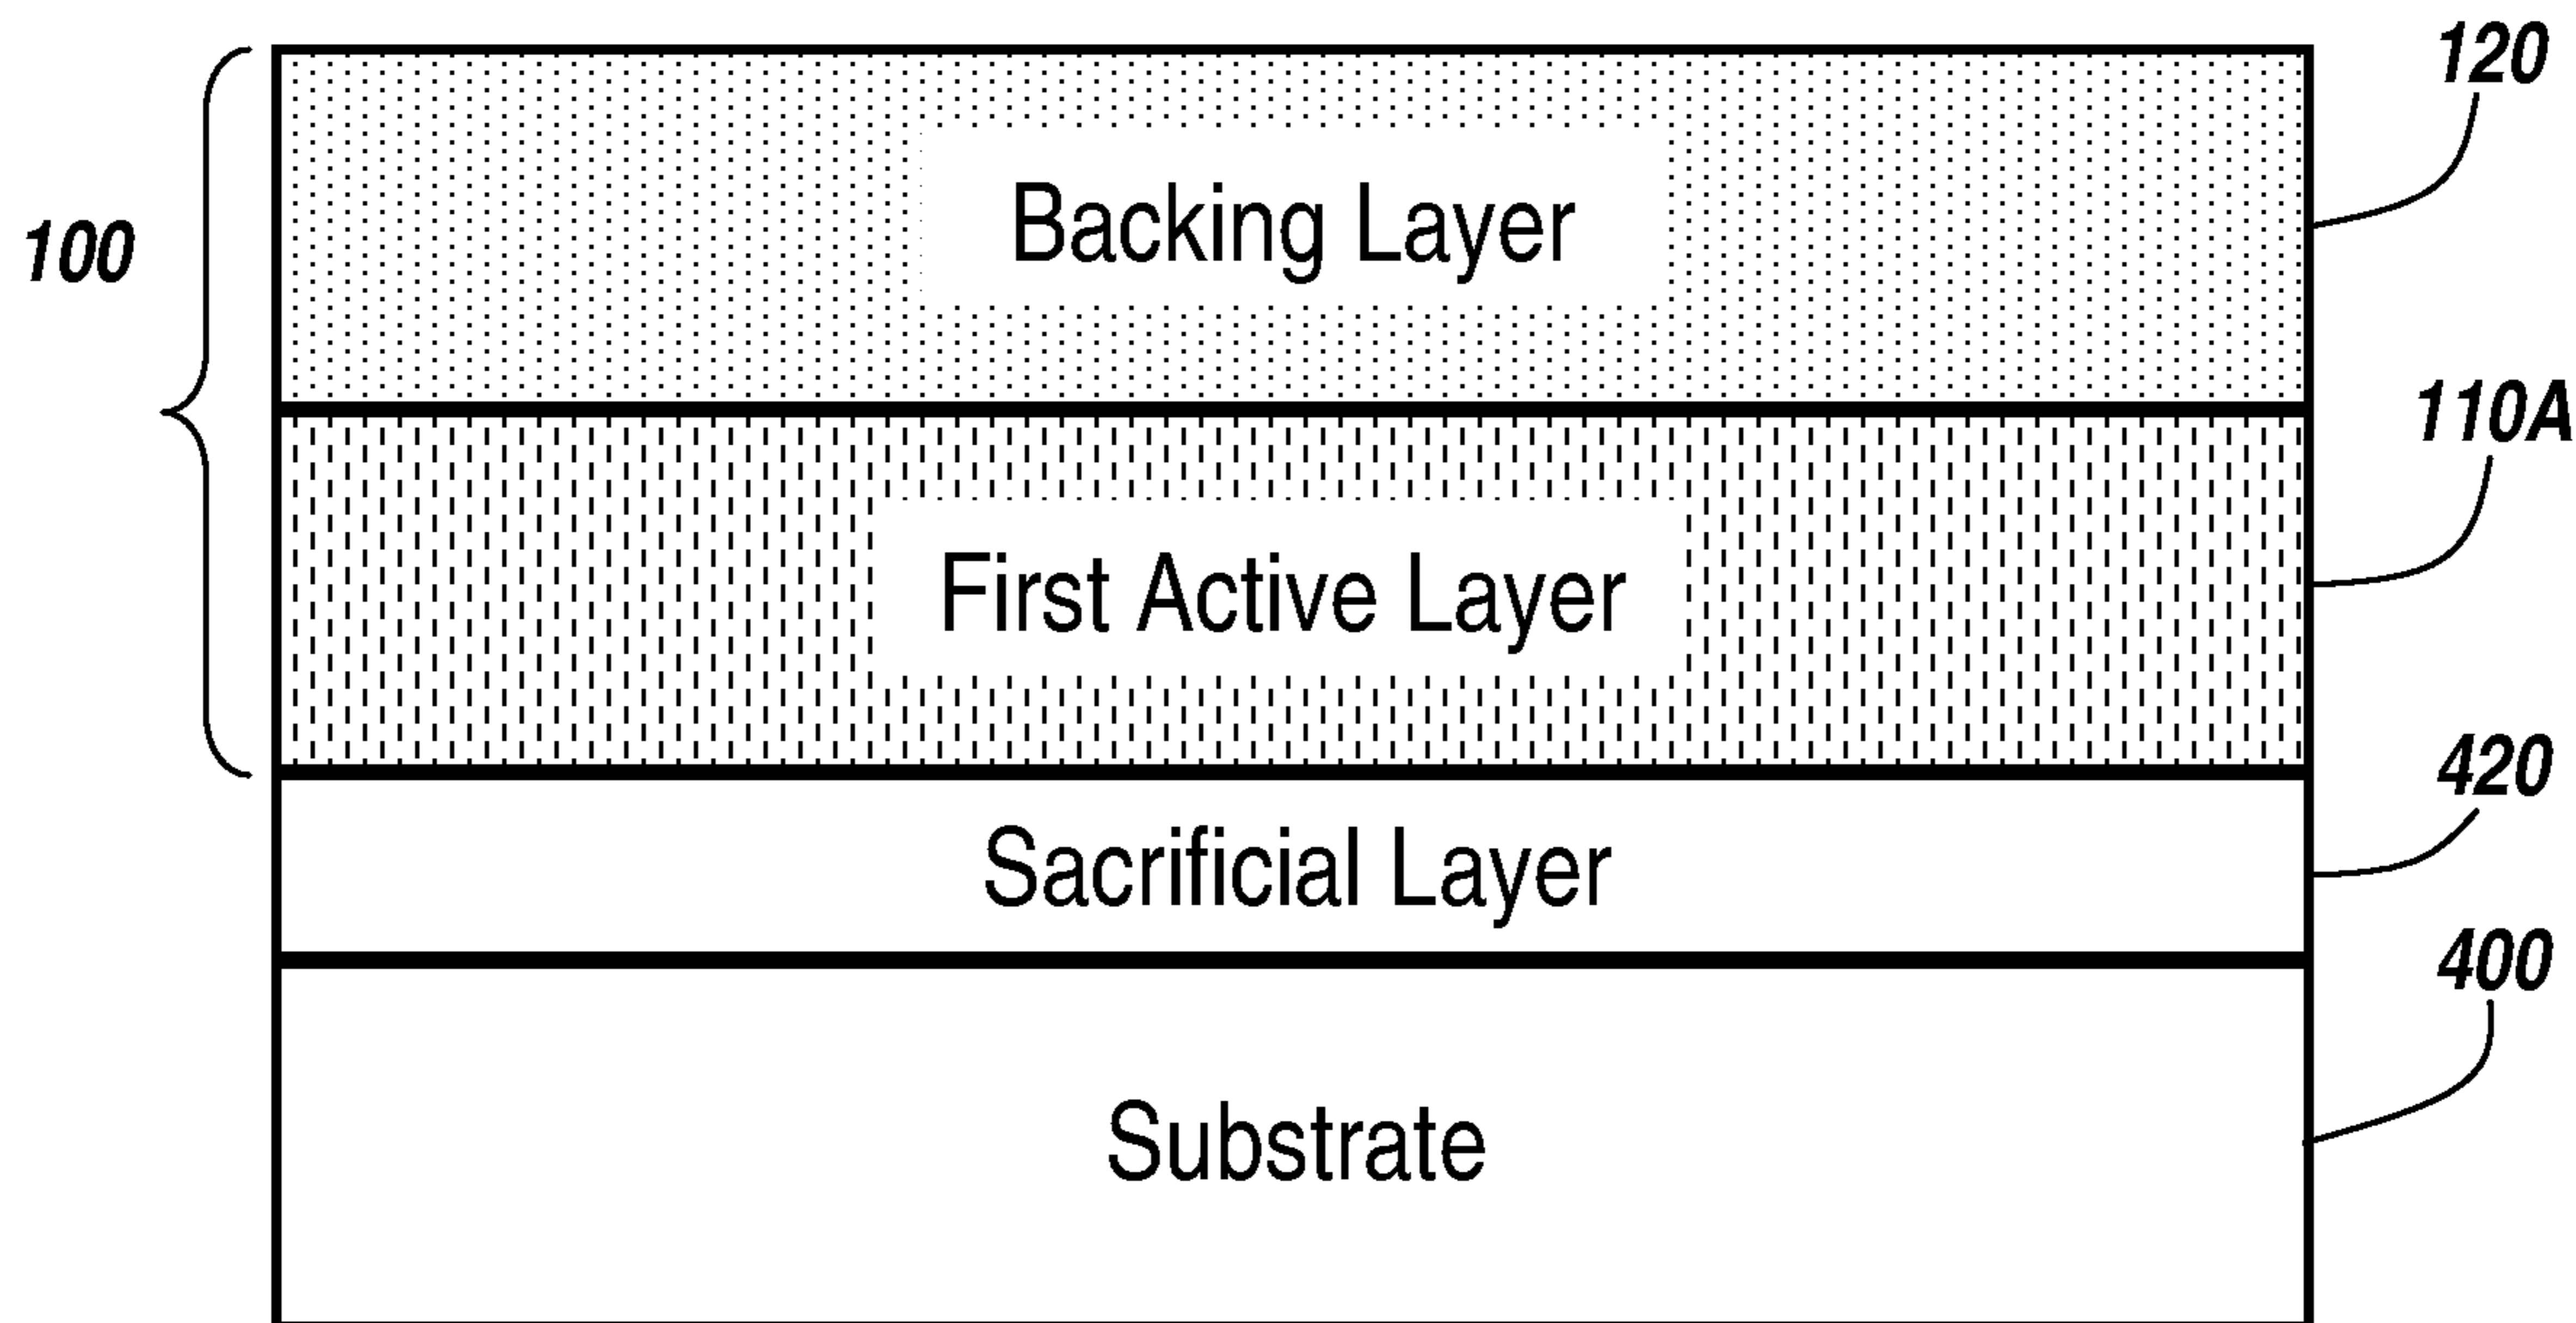 120
Backing Layer
100
110A
First Active Layer
420
Sacrificial Layer
400
Substrate